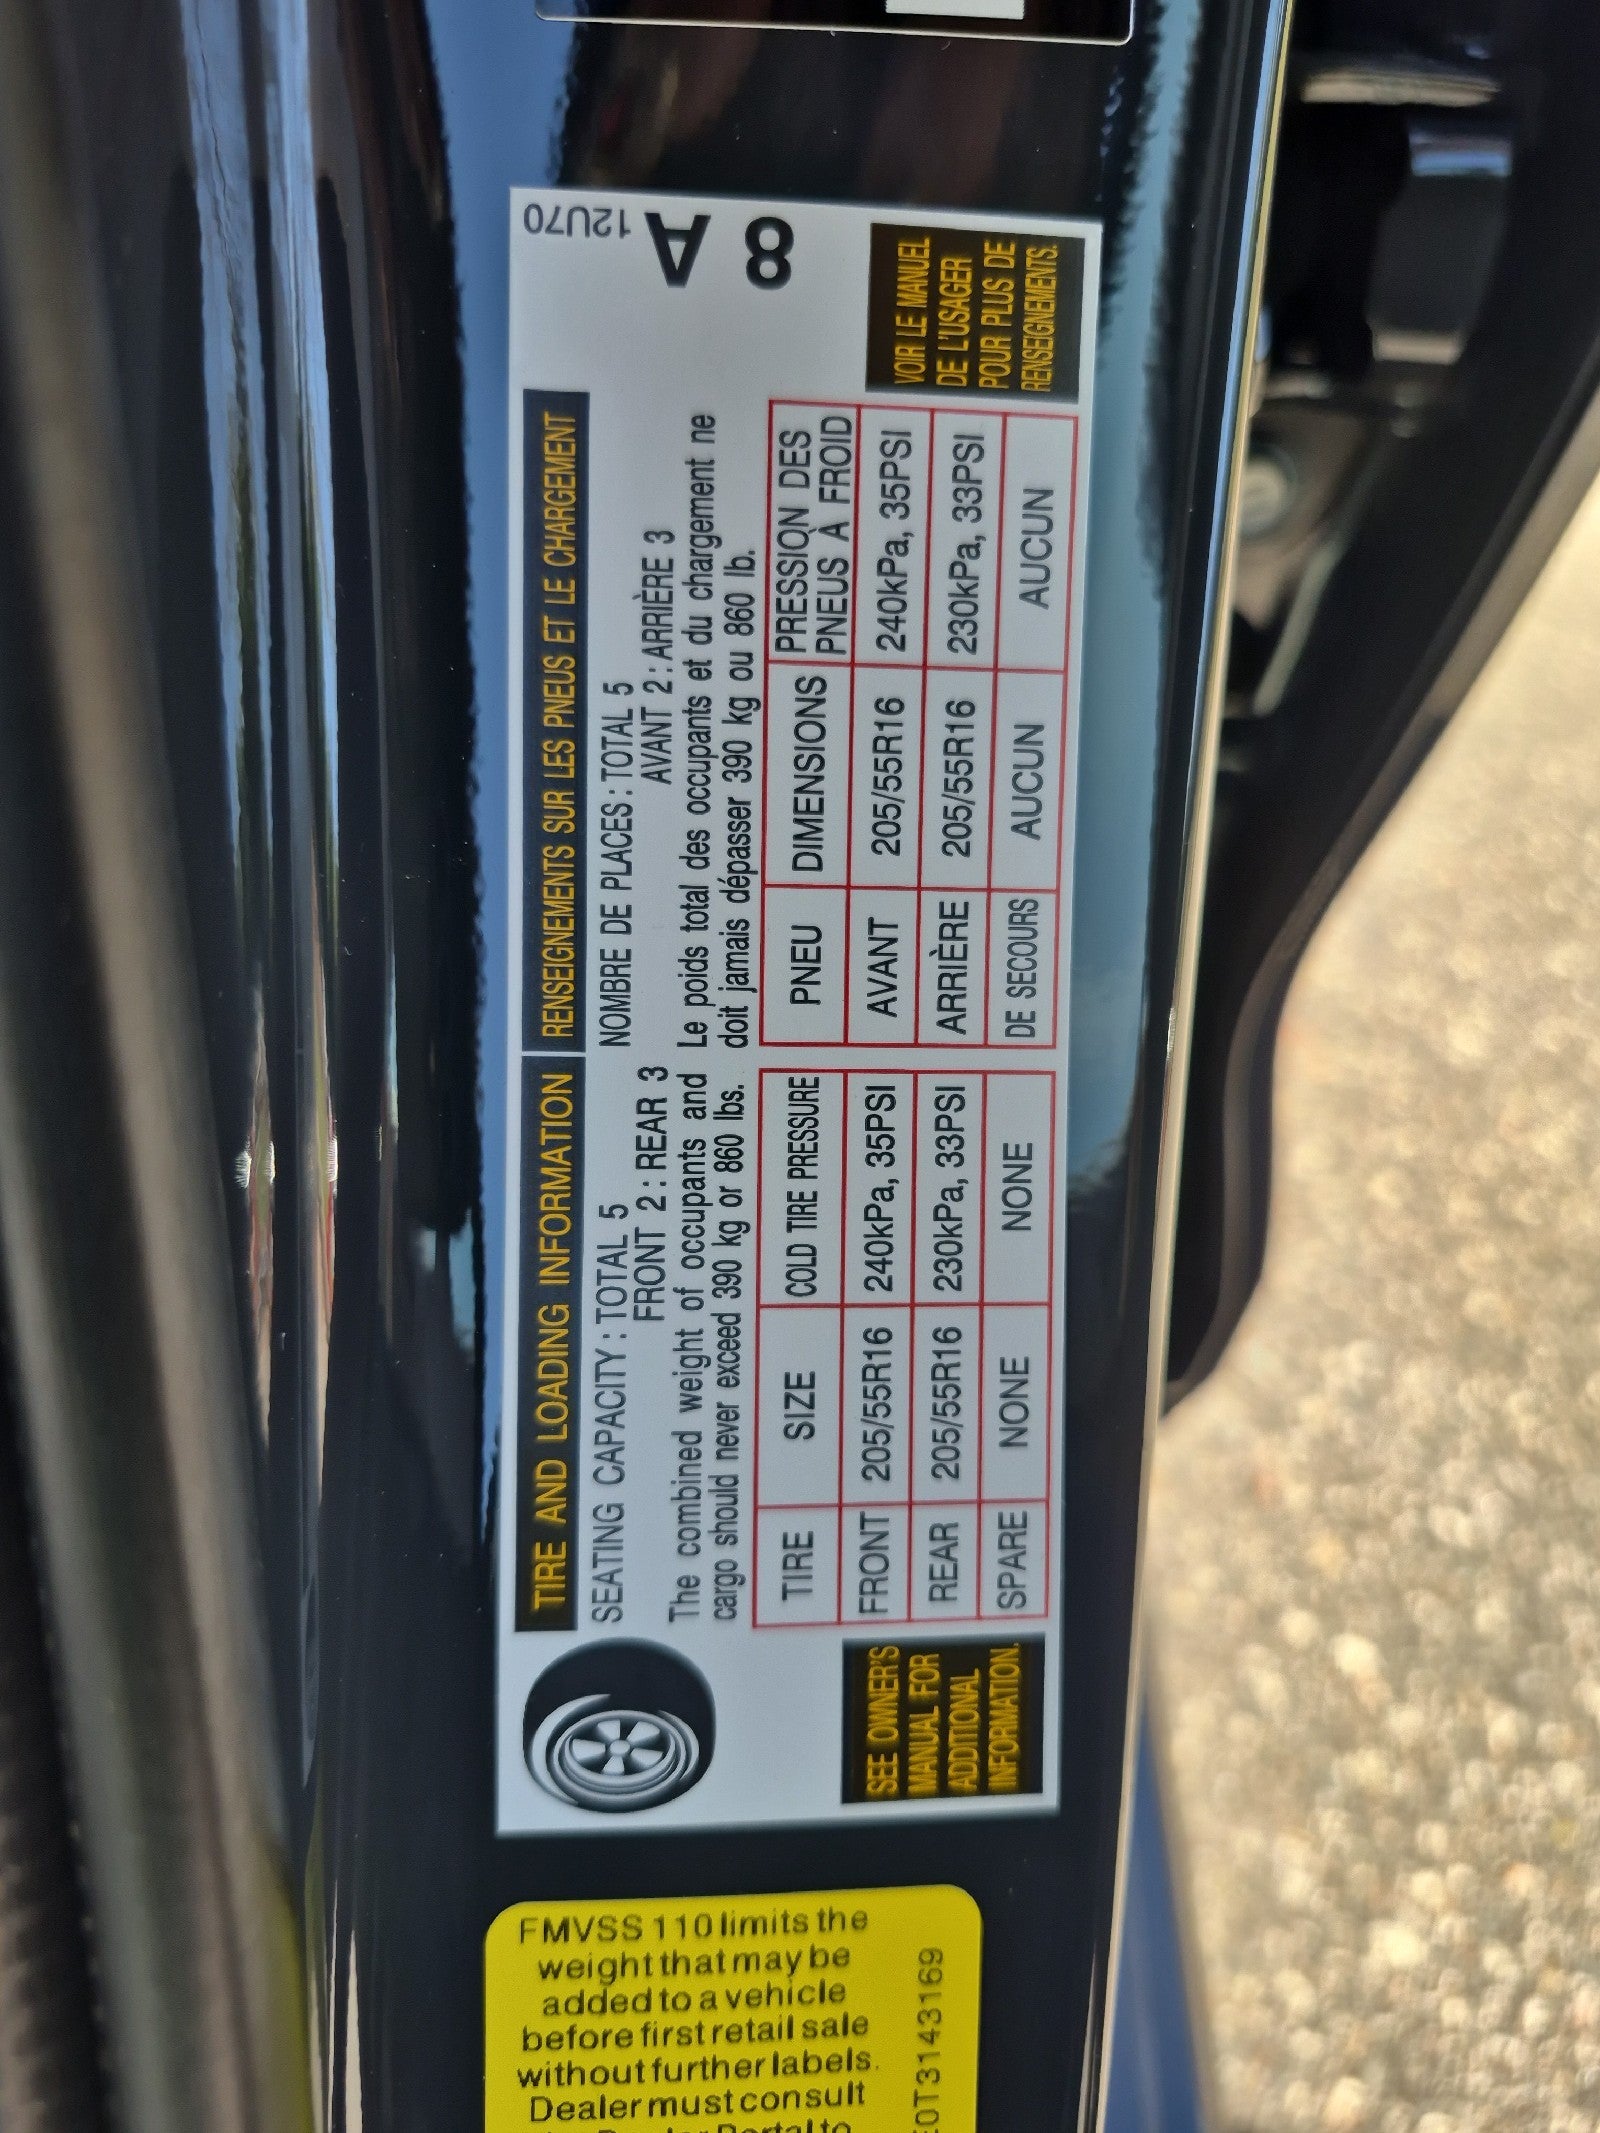 TIRE AND LOADING INFORMATION
SEATING CAPACITY : TOTAL 5
FRONT 2 : REAR 3
The combined weight of occupants and
cargo should never exceed 390 kg or 860 lbs.
TIRE SIZE COLD TIRE PRESSURE
FRONT 205/55R16 240kPa, 35PSI
REAR 205/55R16 230kPa, 33PSI
SPARE NONE NONE
SEE OWNER'S
MANUAL FOR
ADDITIONAL
INFORMATION.
RENSEIGNEMENTS SUR LES PNEUS ET LE CHARGEMENT
NOMBRE DE PLACES : TOTAL 5
AVANT 2 : ARRIÈRE 3
Le poids total des occupants et du chargement ne
doit jamais dépasser 390 kg ou 860 lb.
PNEU DIMENSIONS PRESSION DES
PNEUS À FROID
AVANT 205/55R16 240kPa, 35PSI
ARRIÈRE 205/55R16 230kPa, 33PSI
DE SECOURS AUCUN AUCUN
VOIR LE MANUEL
DE L'USAGER
POUR PLUS DE
RENSEIGNEMENTS.
12U70
A
8
FMVSS 110 limits the
weight that may be
added to a vehicle
before first retail sale
without further labels.
Dealer must consult
0T3143169